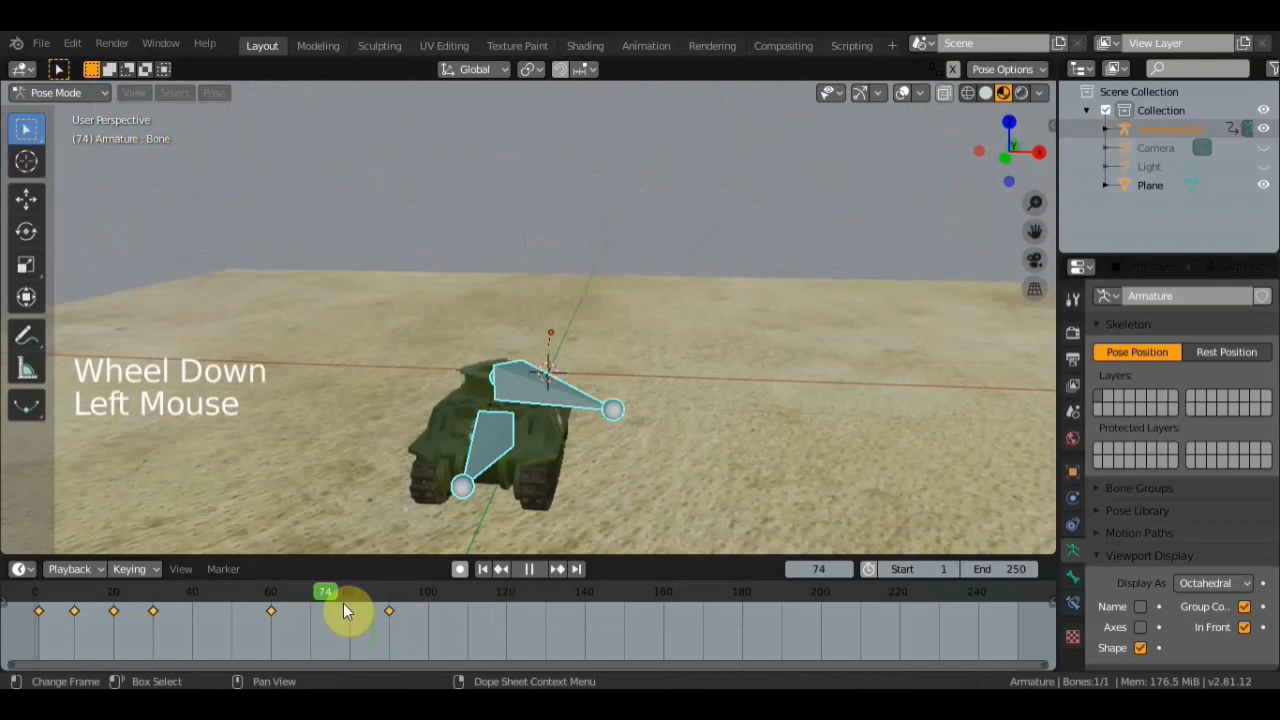 File Edit Render Window Help Layout Modeling Sculpting UV Editing Texture Paint Shading Animation Rendering Compositing Scripting + Scene View Layer
Global X Pose Options
Pose Mode View Select Pose
User Perspective
(74) Armature : Bone
Z
Y
X
Wheel Down
Left Mouse
Scene Collection
Collection
Camera
Light
Plane
Armature
Skeleton
Pose Position Rest Position
Layers:
Protected Layers:
Bone Groups
Pose Library
Motion Paths
Viewport Display
Display As Octahedral
Name Group Co..
Axes In Front
Shape
Playback Keying View Marker 74 Start 1 End 250
0 20 40 60 74 80 100 120 140 160 180 200 220 240
Change Frame Box Select Pan View Dope Sheet Context Menu Armature | Bones:1/1 | Mem: 176.5 MiB | v2.81.12